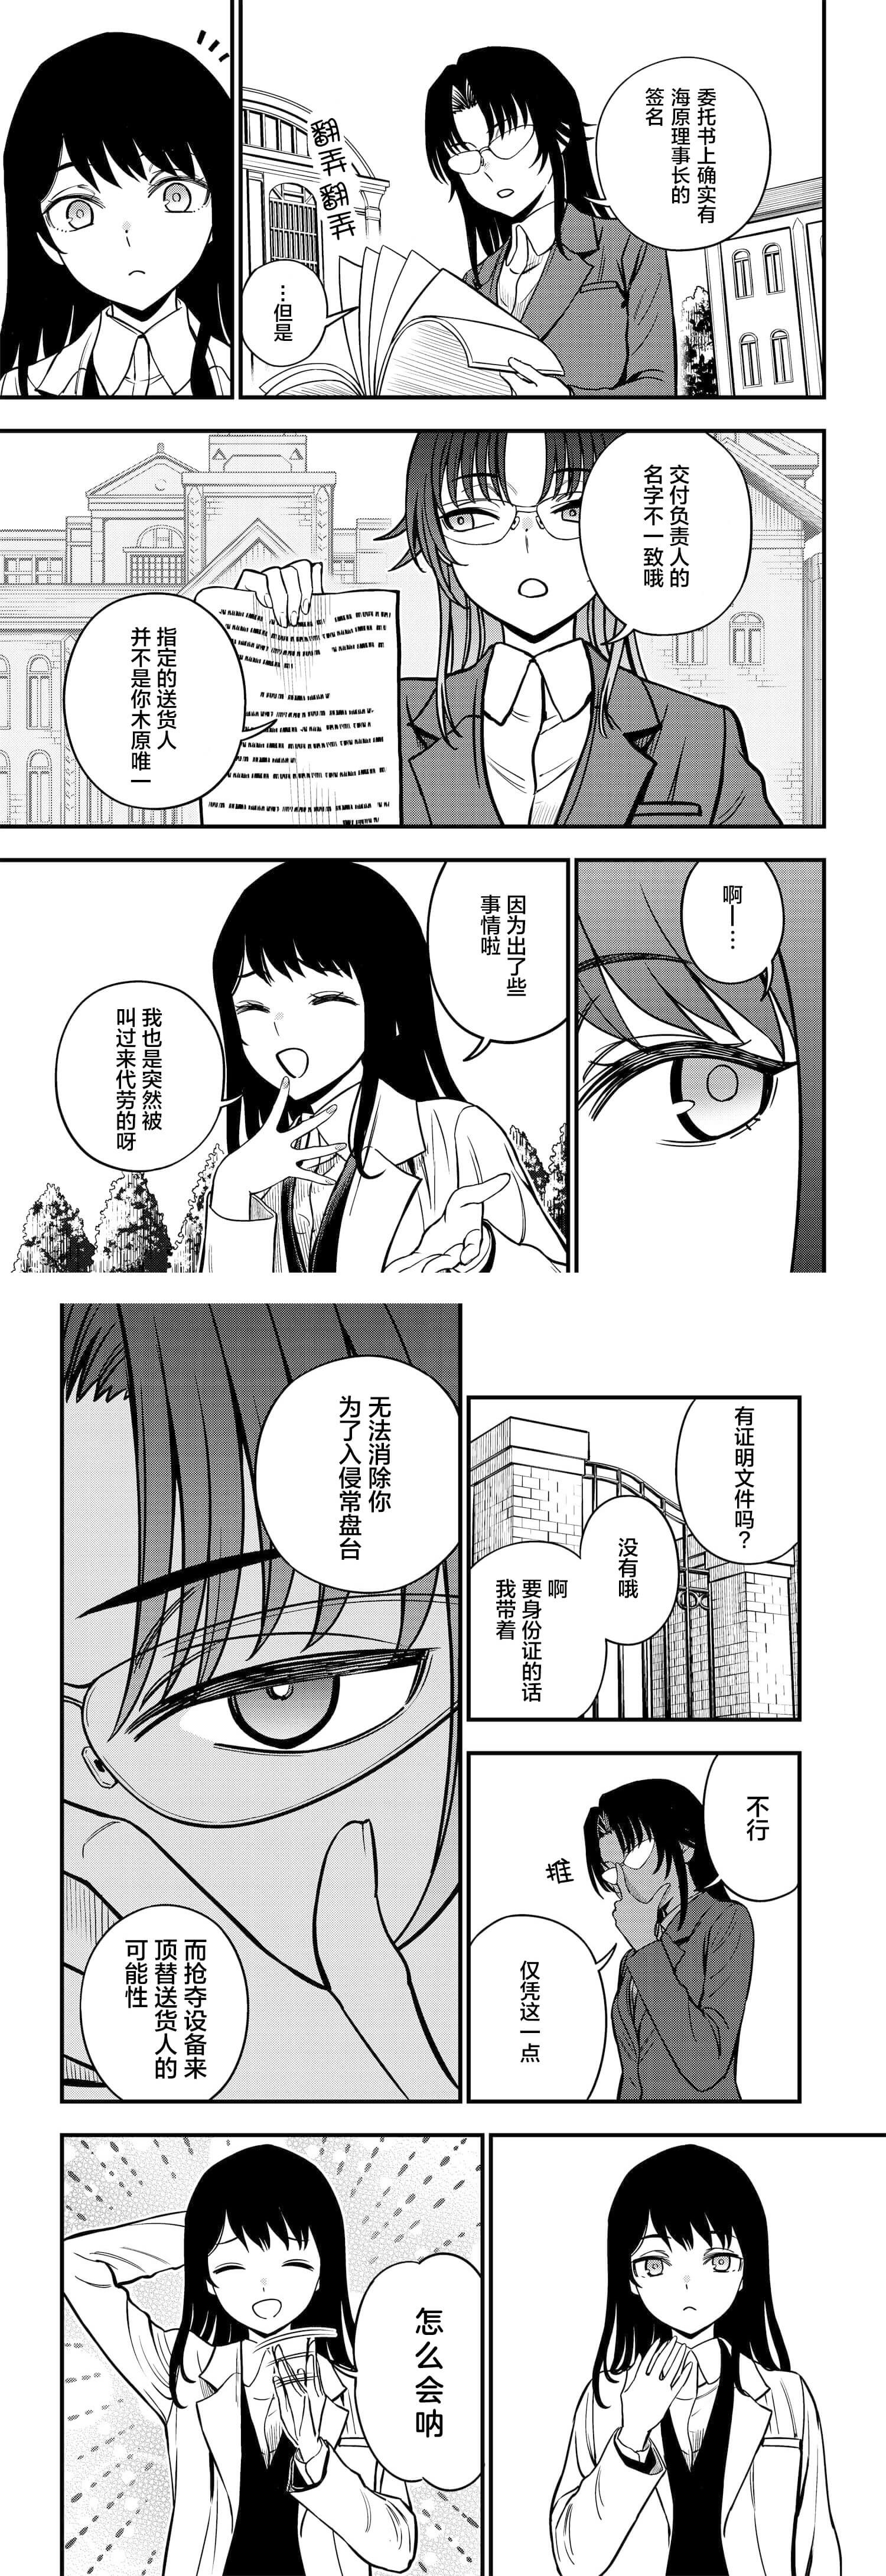 委托书上确实有
海原理事长的
签名
翻弄翻弄
…但是
交付负责人的
名字不一致哦
指定的送货人
并不是你木原唯一
啊一…
因为出了些
事情啦
我也是突然被
叫过来代劳的呀
有证明文件吗？
没有哦
啊
要身份证的话
我带着
不行
推
仅凭这一点
无法消除你
为了入侵常盘台
而抢夺设备来
顶替送货人的
可能性
怎么会呐